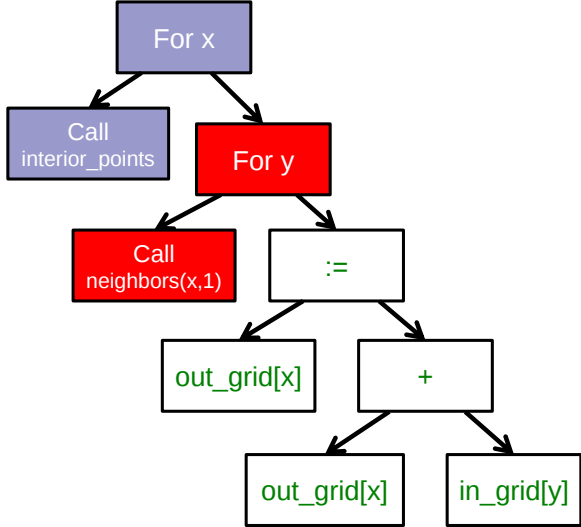 For x
Call
interior_points
For y
Call
neighbors(x,1)
:=
out_grid[x]
+
out_grid[x]
in_grid[y]